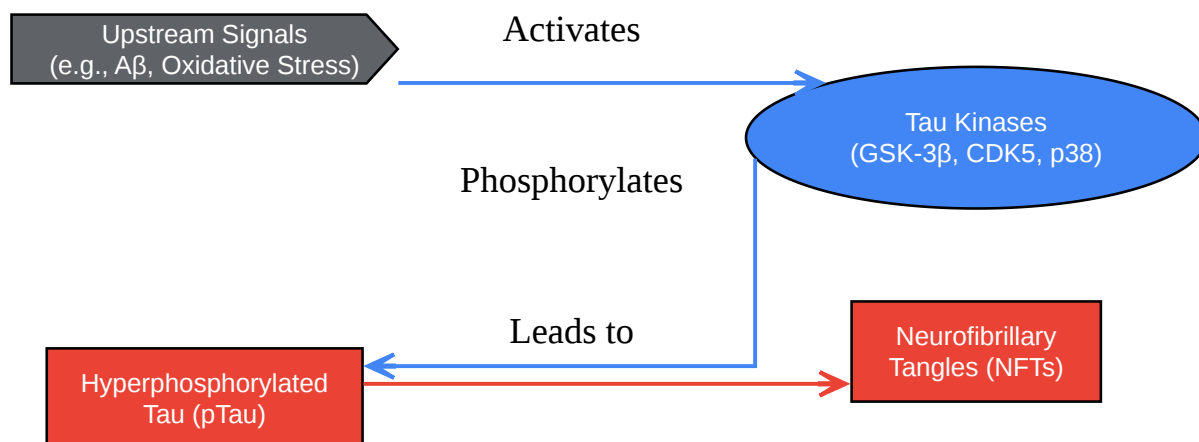 Upstream Signals
(e.g., Aβ, Oxidative Stress)
Activates
Tau Kinases
(GSK-3β, CDK5, p38)
Phosphorylates
Leads to
Neurofibrillary
Tangles (NFTs)
Hyperphosphorylated
Tau (pTau)